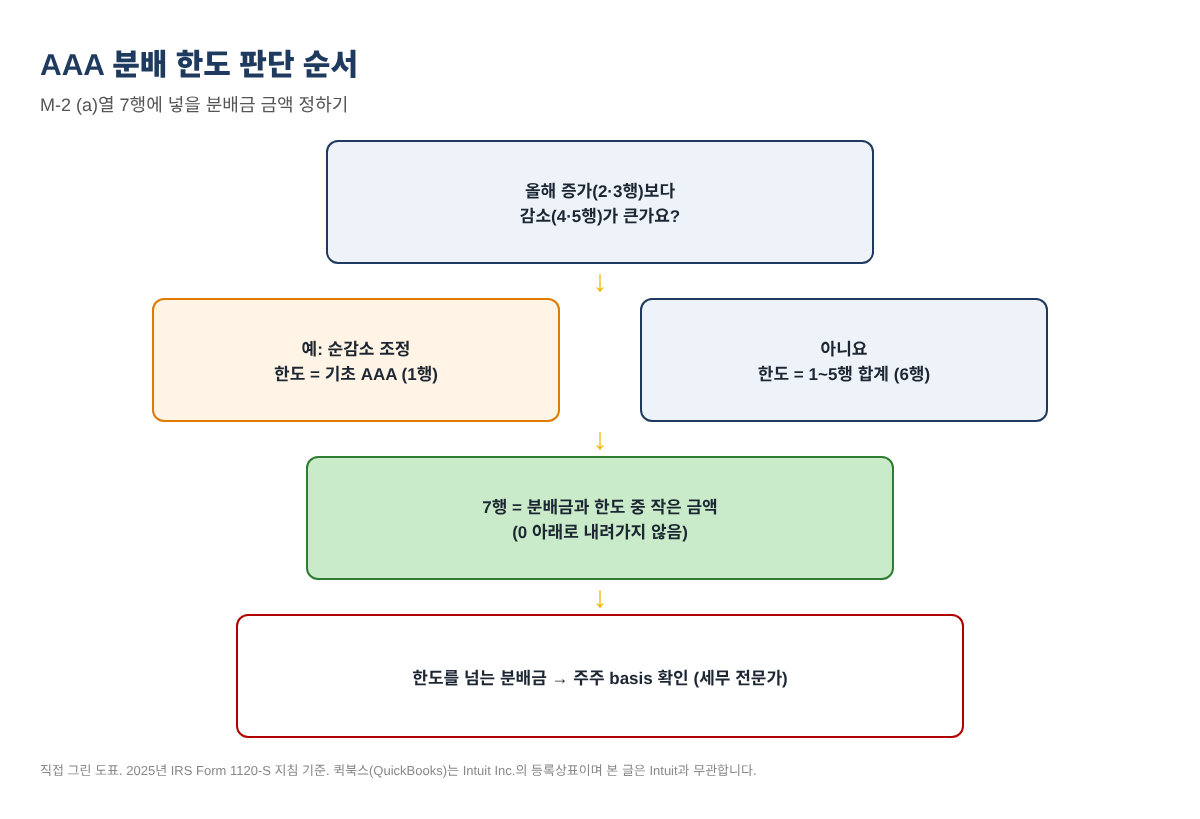 AAA 분배 한도 판단 순서
M-2 (a)열 7행에 넣을 분배금 금액 정하기
올해 증가(2·3행)보다
감소(4·5행)가 큰가요?
↓
예: 순감소 조정
한도 = 기초 AAA (1행)
아니요
한도 = 1~5행 합계 (6행)
↓
7행 = 분배금과 한도 중 작은 금액
(0 아래로 내려가지 않음)
↓
한도를 넘는 분배금 → 주주 basis 확인 (세무 전문가)
직접 그린 도표. 2025년 IRS Form 1120-S 지침 기준. 퀵북스(QuickBooks)는 Intuit Inc.의 등록상표이며 본 글은 Intuit과 무관합니다.